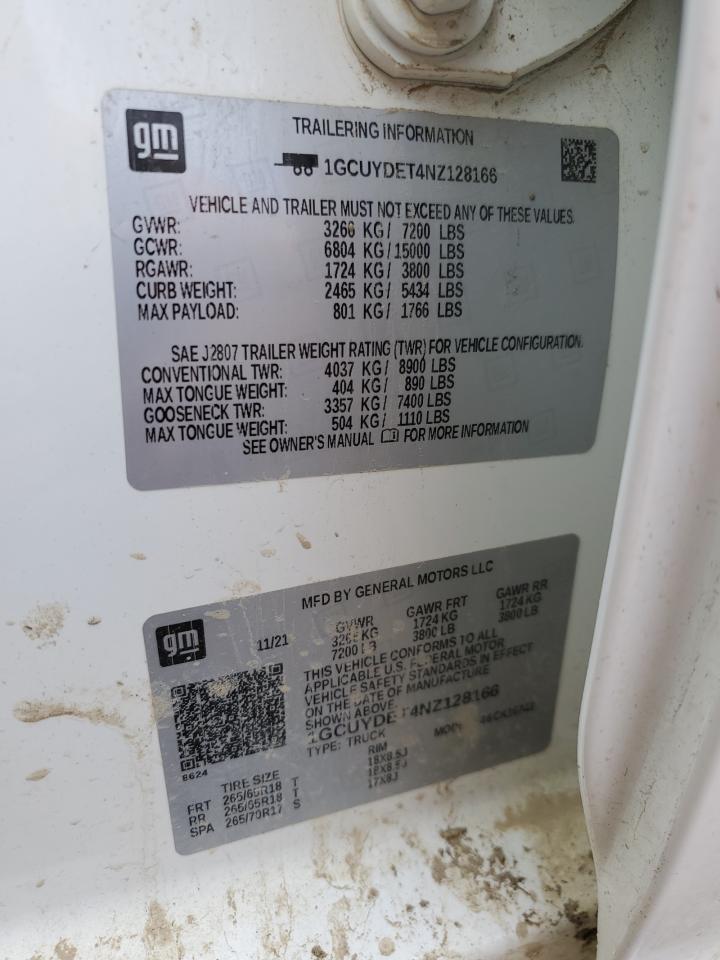 gm
TRAILERING INFORMATION
1GCUYDET4NZ128166
VEHICLE AND TRAILER MUST NOT EXCEED ANY OF THESE VALUES.
GVWR: 3266 KG / 7200 LBS
GCWR: 6804 KG / 15000 LBS
RGAWR: 1724 KG / 3800 LBS
CURB WEIGHT: 2465 KG / 5434 LBS
MAX PAYLOAD: 801 KG / 1766 LBS
SAE J2807 TRAILER WEIGHT RATING (TWR) FOR VEHICLE CONFIGURATION.
CONVENTIONAL TWR: 4037 KG / 8900 LBS
MAX TONGUE WEIGHT: 404 KG / 890 LBS
GOOSENECK TWR: 3357 KG / 7400 LBS
MAX TONGUE WEIGHT: 504 KG / 1110 LBS
SEE OWNER'S MANUAL FOR MORE INFORMATION
gm
MFD BY GENERAL MOTORS LLC
11/21 GVWR GAWR FRT GAWR RR
3266 KG 1724 KG 1724 KG
7200 LB 3800 LB 3800 LB
THIS VEHICLE CONFORMS TO ALL
APPLICABLE U.S. FEDERAL MOTOR
VEHICLE SAFETY STANDARDS IN EFFECT
ON THE DATE OF MANUFACTURE
SHOWN ABOVE.
1GCUYDET4NZ128166
TYPE: TRUCK MODEL:
8624
TIRE SIZE RIM
FRT 265/65R18 T 18X8.5J
RR 265/65R18 T 18X8.5J
SPA 265/70R17 S 17X8J